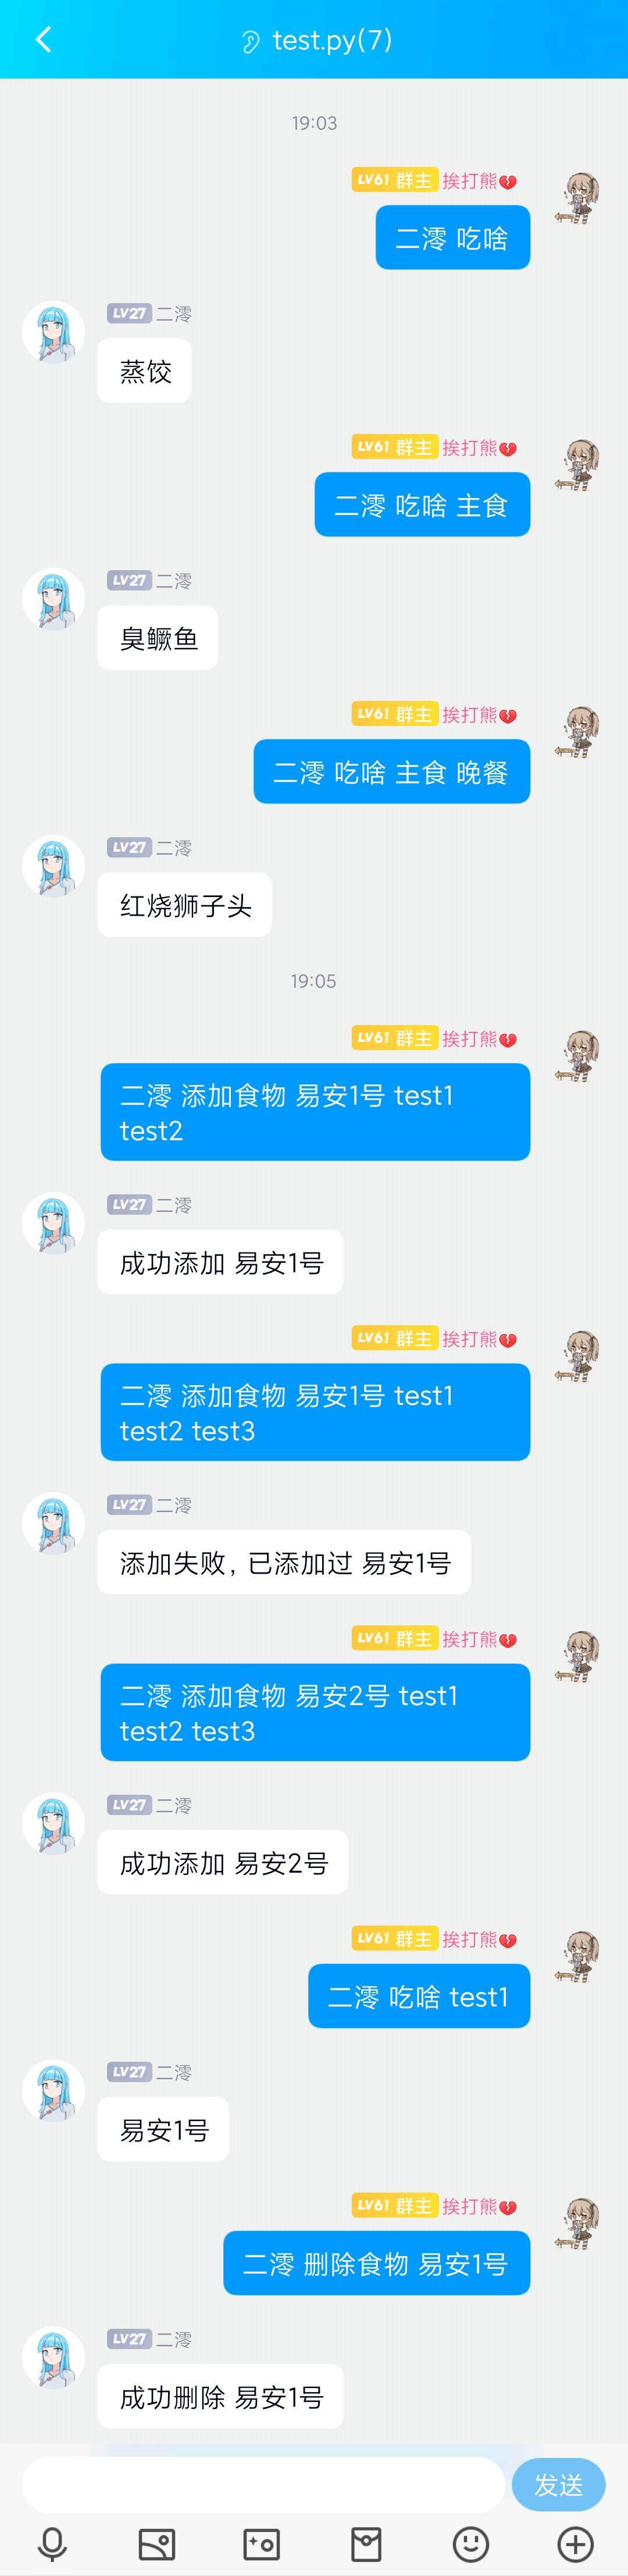 test.py(7)
19:03
LV61 群主 挨打熊💔
二澪 吃啥
LV27 二澪
蒸饺
LV61 群主 挨打熊💔
二澪 吃啥 主食
LV27 二澪
臭鳜鱼
LV61 群主 挨打熊💔
二澪 吃啥 主食 晚餐
LV27 二澪
红烧狮子头
19:05
LV61 群主 挨打熊💔
二澪 添加食物 易安1号 test1
test2
LV27 二澪
成功添加 易安1号
LV61 群主 挨打熊💔
二澪 添加食物 易安1号 test1
test2 test3
LV27 二澪
添加失败, 已添加过 易安1号
LV61 群主 挨打熊💔
二澪 添加食物 易安2号 test1
test2 test3
LV27 二澪
成功添加 易安2号
LV61 群主 挨打熊💔
二澪 吃啥 test1
LV27 二澪
易安1号
LV61 群主 挨打熊💔
二澪 删除食物 易安1号
LV27 二澪
成功删除 易安1号
发送